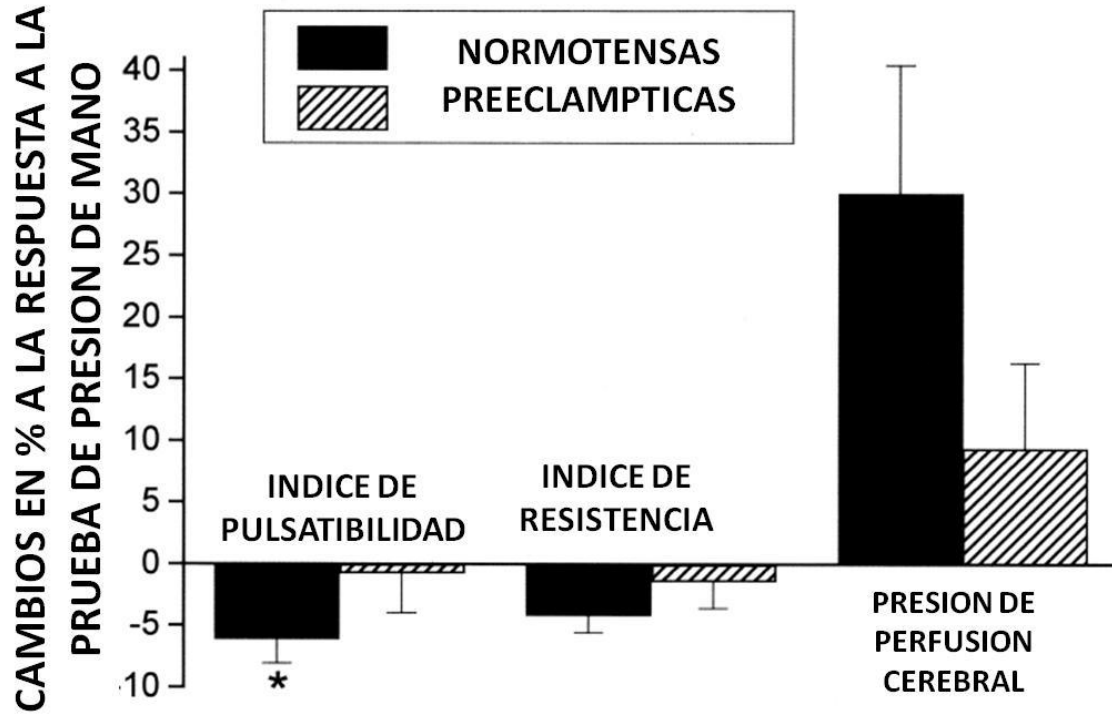 CAMBIOS EN % A LA RESPUESTA A LA
PRUEBA DE PRESION DE MANO
NORMOTENSAS
PREECLAMPTICAS
40
35
30
25
20
15
10
5
0
-5
-10
INDICE DE
PULSATIBILIDAD
INDICE DE
RESISTENCIA
PRESION DE
PERFUSION
CEREBRAL
*